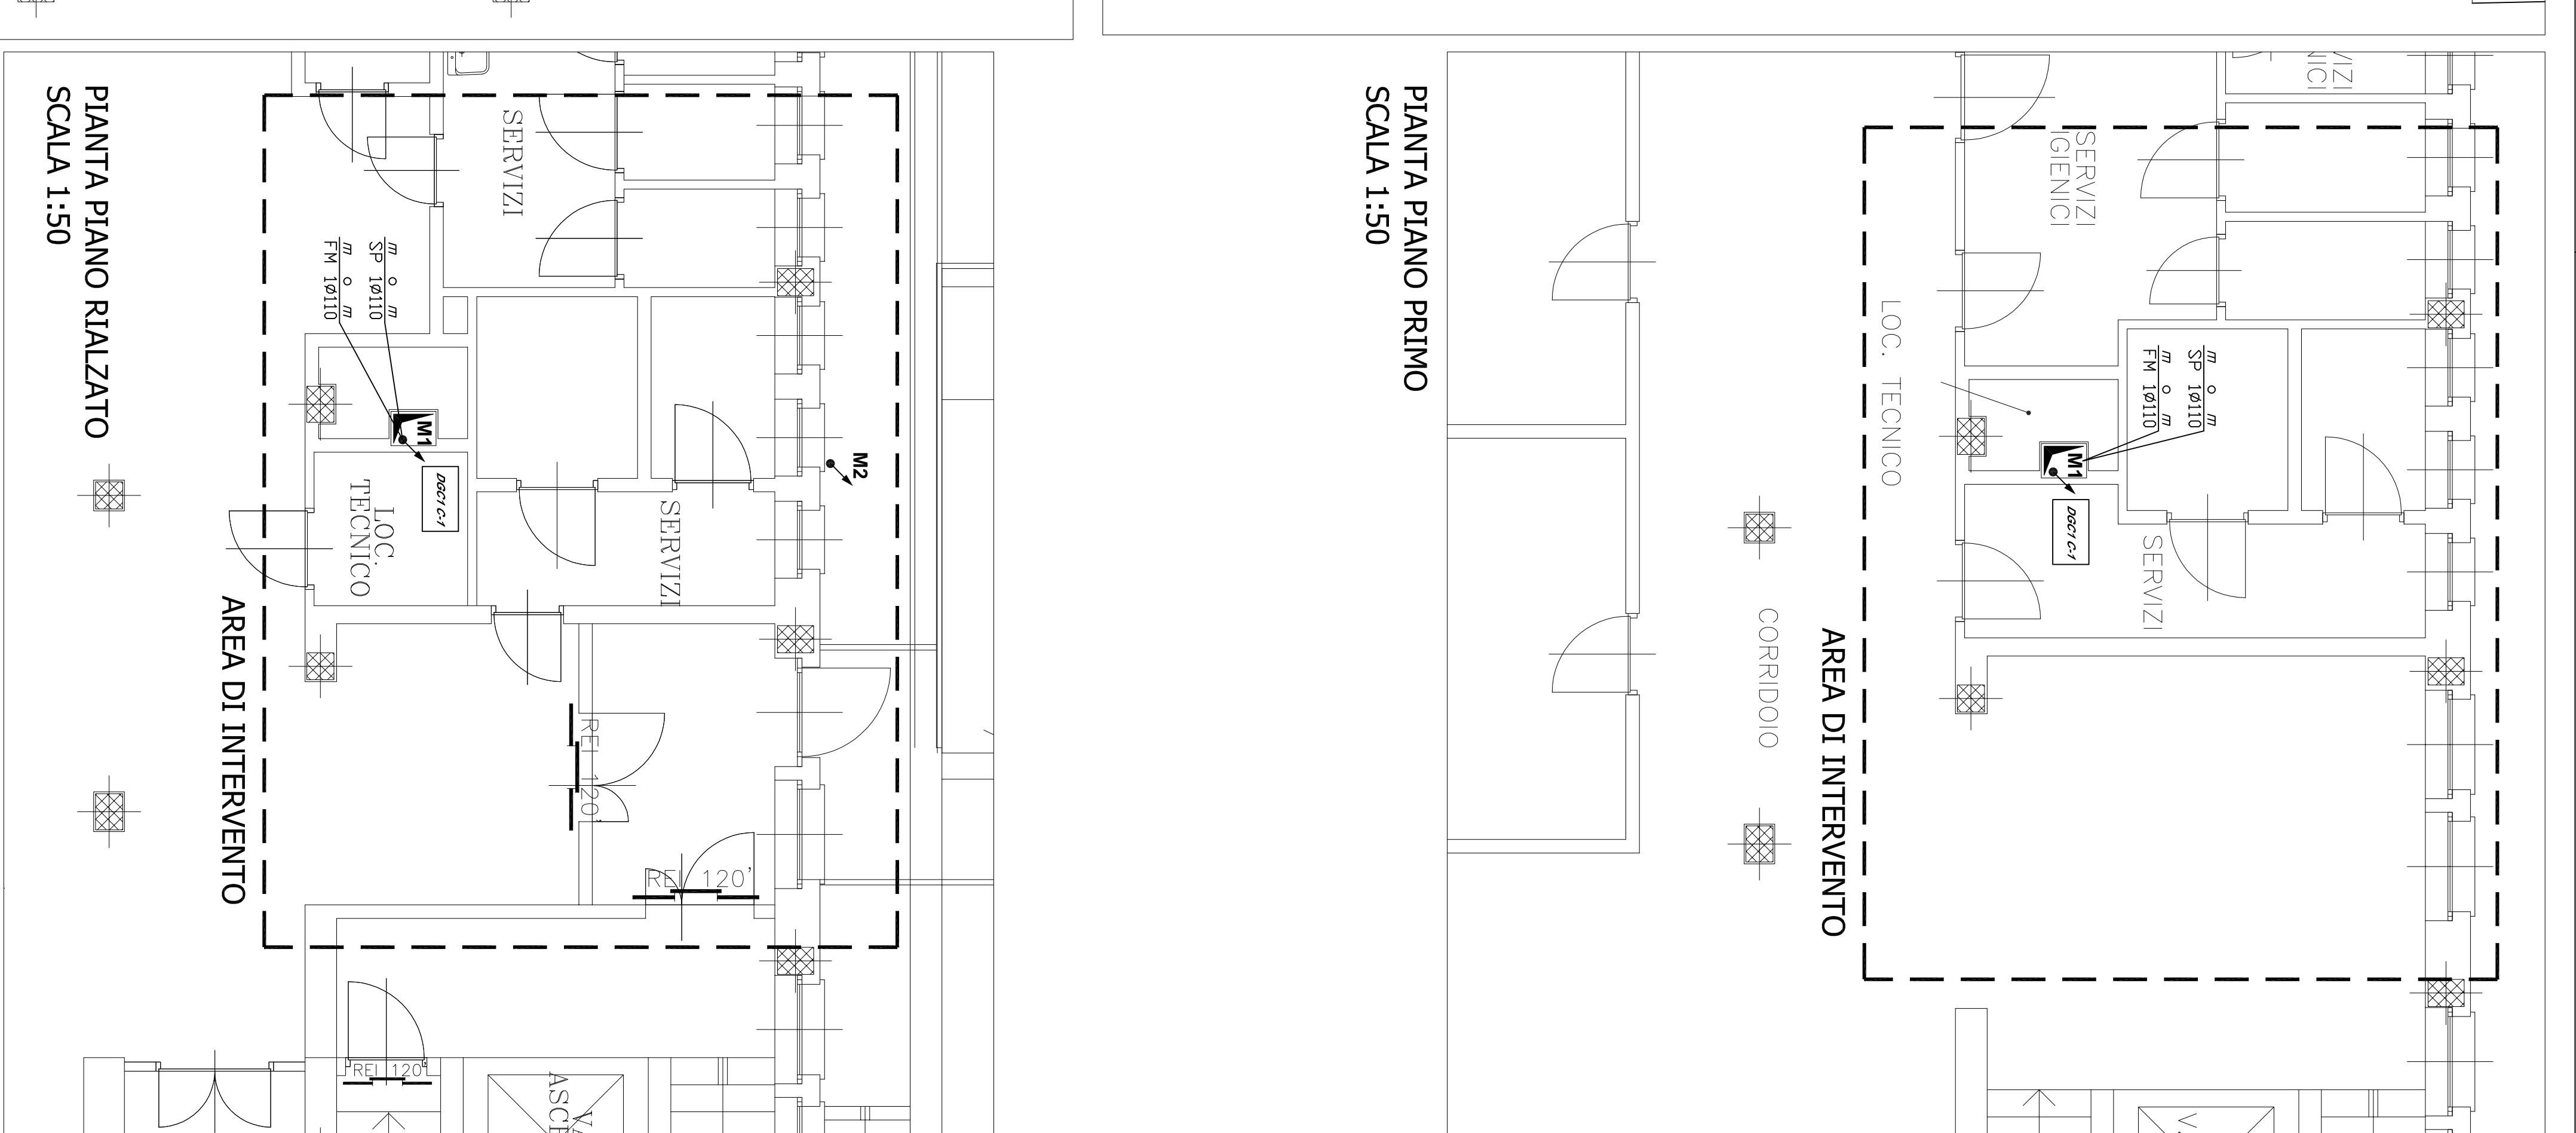 PIANTA PIANO RIALZATO
SCALA 1:50
SERVIZI
m o m
SP 1Ø110
m o m
FM 1Ø110
M1
DGC1 C-1
M2
LOC.
TECNICO
SERVIZI
AREA DI INTERVENTO
REI 120'
REI 120'
REI 120'
PIANTA PIANO PRIMO
SCALA 1:50
SERVIZI
IGIENICI
LOC. TECNICO
m o m
SP 1Ø110
m o m
FM 1Ø110
M1
DGC1 C-1
SERVIZI
CORRIDOIO
AREA DI INTERVENTO